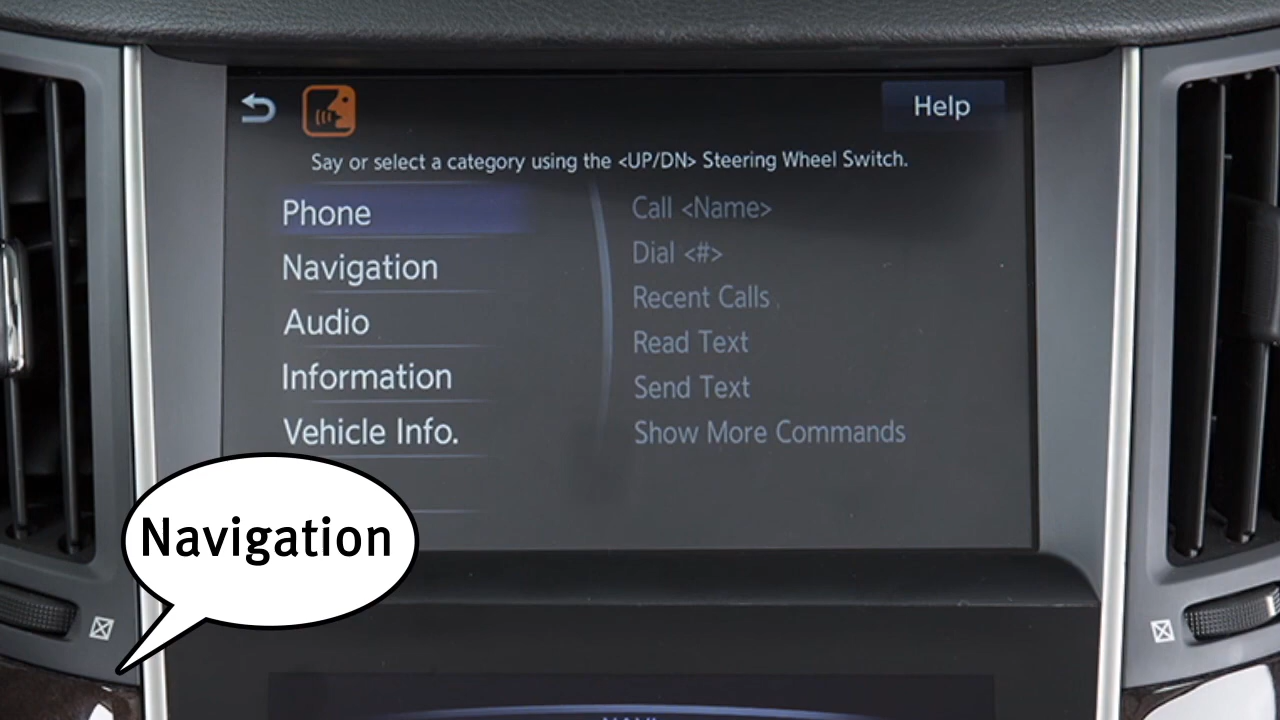 Help
Say or select a category using the <UP/DN> Steering Wheel Switch.
Phone
Navigation
Audio
Information
Vehicle Info.
Call <Name>
Dial <#>
Recent Calls
Read Text
Send Text
Show More Commands
Navigation